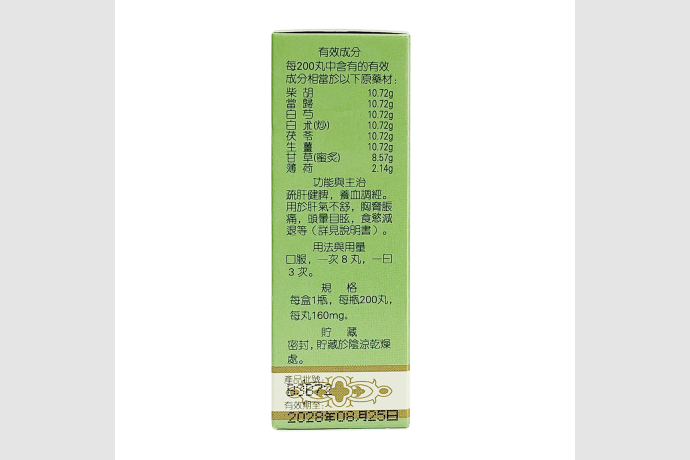 有效成分
每200丸中含有的有效
成分相當於以下原藥材：
柴 胡 10.72g
當 歸 10.72g
白 芍 10.72g
白 朮(炒) 10.72g
茯 苓 10.72g
生 薑 10.72g
甘 草(蜜炙) 8.57g
薄 荷 2.14g
功能與主治
疏肝健脾，養血調經。
用於肝氣不舒，胸脅脹
痛，頭暈目眩，食慾減
退等（詳見說明書）。
用法與用量
口服，一次8丸，一日
3次。
規 格
每盒1瓶，每瓶200丸，
每丸160mg。
貯 藏
密封，貯藏於陰涼乾燥
處。
產品批號：
有效期至：
2028年08月25日